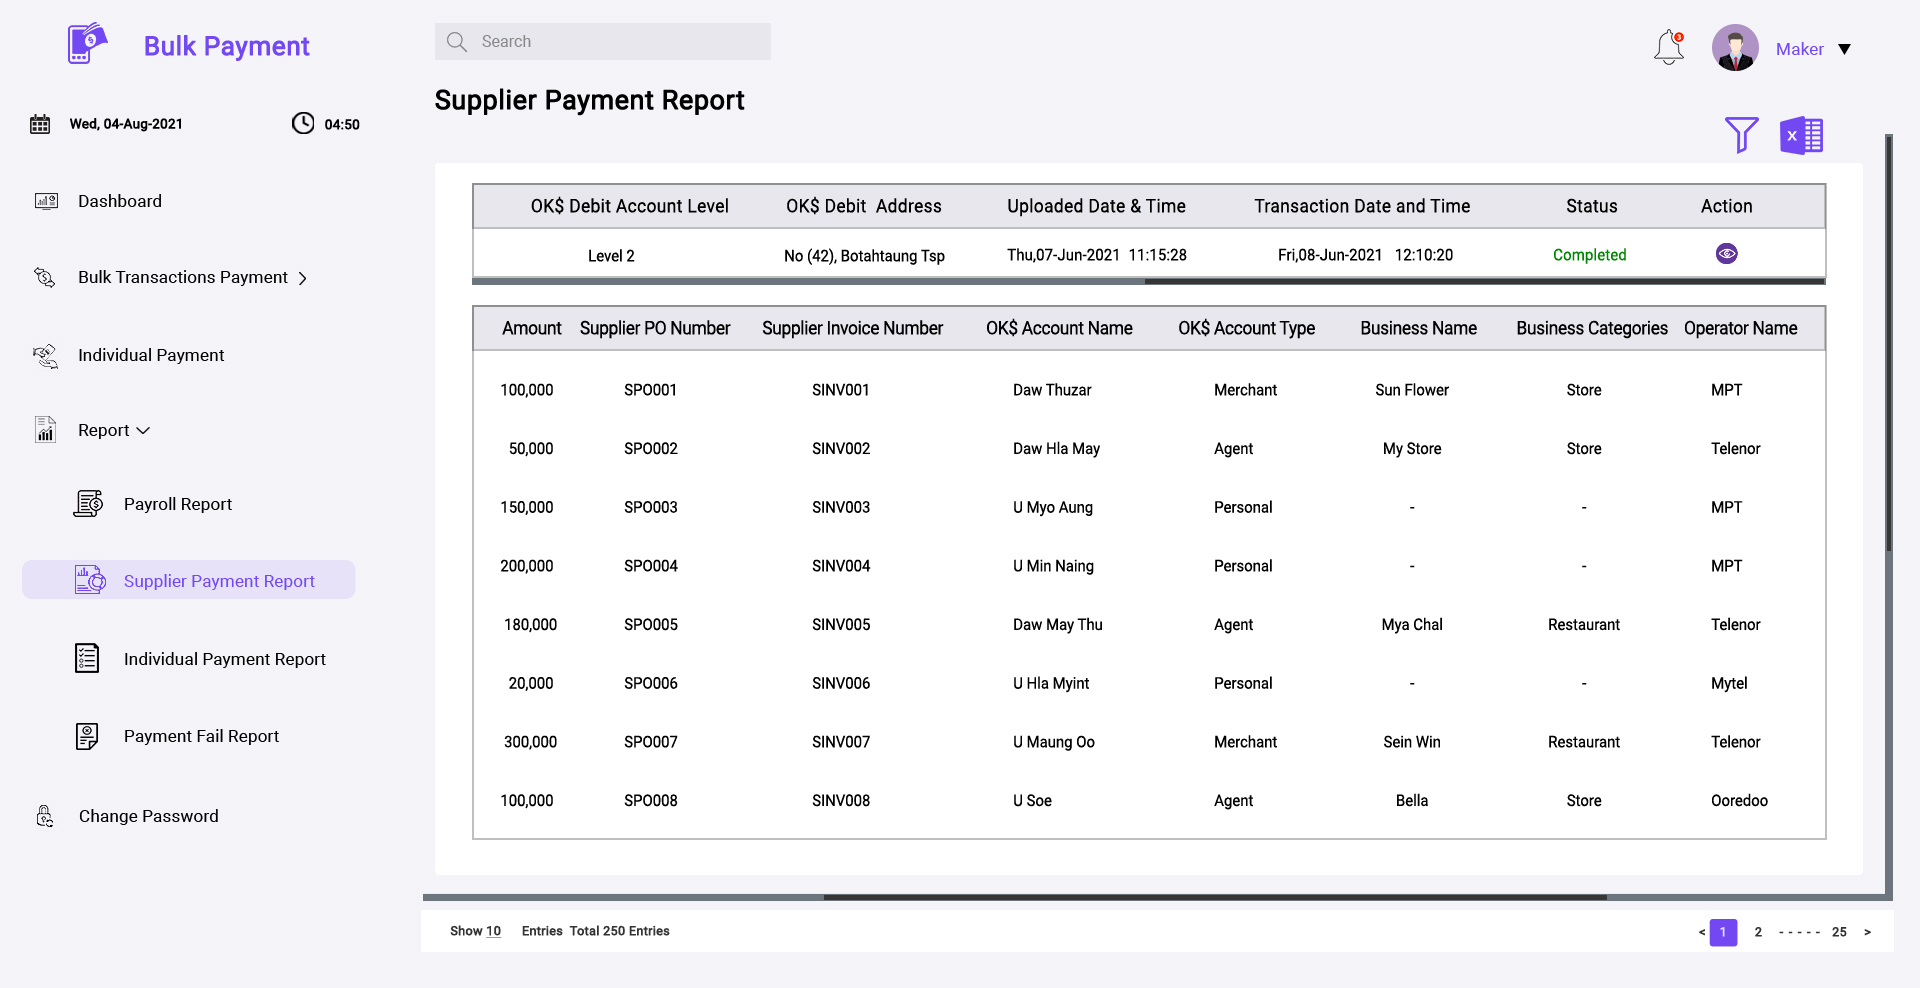 Bulk Payment
Search
3
Maker
Supplier Payment Report
Wed, 04-Aug-2021 04:50
Dashboard
Bulk Transactions Payment
Individual Payment
Report
Payroll Report
Supplier Payment Report
Individual Payment Report
Payment Fail Report
Change Password
X
OK$ Debit Account Level OK$ Debit Address Uploaded Date & Time Transaction Date and Time Status Action
Level 2 No (42), Botahtaung Tsp Thu,07-Jun-2021 11:15:28 Fri,08-Jun-2021 12:10:20 Completed
Amount Supplier PO Number Supplier Invoice Number OK$ Account Name OK$ Account Type Business Name Business Categories Operator Name
100,000 SPO001 SINV001 Daw Thuzar Merchant Sun Flower Store MPT
50,000 SPO002 SINV002 Daw Hla May Agent My Store Store Telenor
150,000 SPO003 SINV003 U Myo Aung Personal - - MPT
200,000 SPO004 SINV004 U Min Naing Personal - - MPT
180,000 SPO005 SINV005 Daw May Thu Agent Mya Chal Restaurant Telenor
20,000 SPO006 SINV006 U Hla Myint Personal - - Mytel
300,000 SPO007 SINV007 U Maung Oo Merchant Sein Win Restaurant Telenor
100,000 SPO008 SINV008 U Soe Agent Bella Store Ooredoo
Show 10 Entries Total 250 Entries
< 1 2 - - - - - 25 >